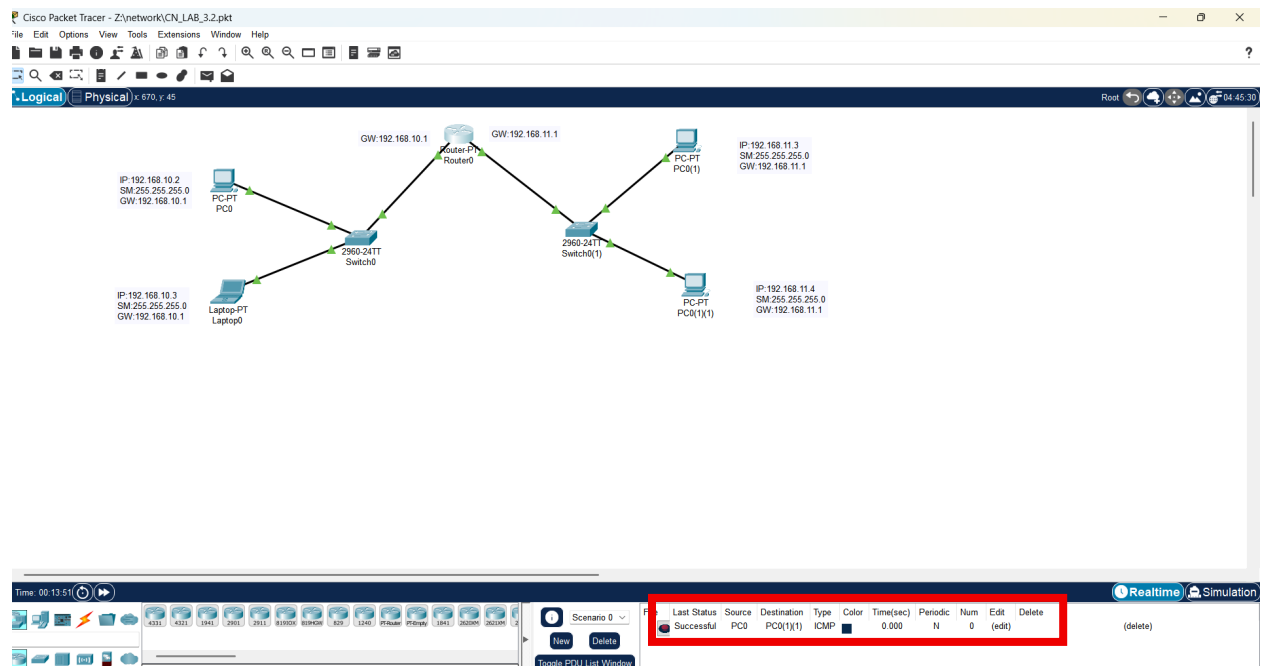 Cisco Packet Tracer - Z:\network\CN_LAB_3.2.pkt
File Edit Options View Tools Extensions Window Help
?
Logical Physical x: 670, y: 45
Root 04:45:30
GW:192.168.10.1
GW:192.168.11.1
Router-PT
Router0
IP:192.168.10.2
SM:255.255.255.0
GW:192.168.10.1
PC-PT
PC0
PC-PT
PC0(1)
IP:192.168.11.3
SM:255.255.255.0
GW:192.168.11.1
2960-24TT
Switch0
2960-24TT
Switch0(1)
IP:192.168.10.3
SM:255.255.255.0
GW:192.168.10.1
Laptop-PT
Laptop0
PC-PT
PC0(1)(1)
IP:192.168.11.4
SM:255.255.255.0
GW:192.168.11.1
Time: 00:13:51
Realtime Simulation
4331 4321 1941 2901 2911 819IOX 819HGW 829 1240 PT-Router PT-Empty 1841 2620XM 2621XM 2
Scenario 0
New Delete
Toggle PDU List Window
Last Status Source Destination Type Color Time(sec) Periodic Num Edit Delete
Successful PC0 PC0(1)(1) ICMP 0.000 N 0 (edit) (delete)